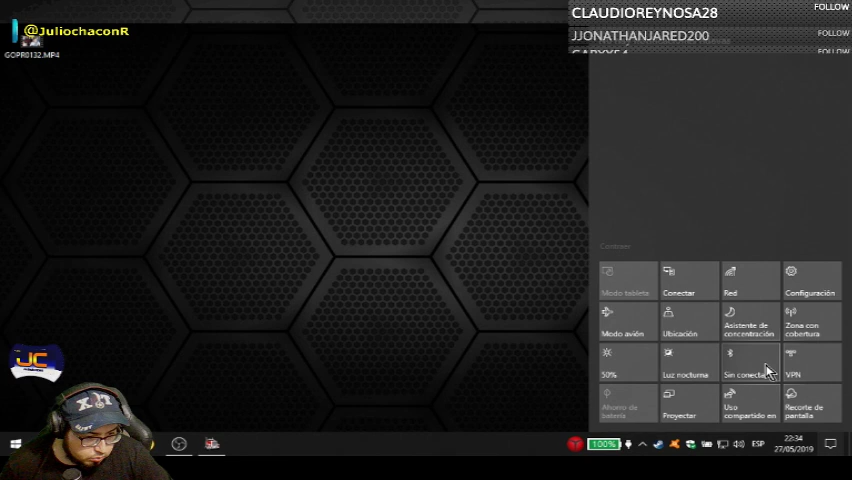 @JuliochaconR
GOPR0132.MP4
CLAUDIOREYNOSA28 FOLLOW
JJONATHANJARED200 FOLLOW
FOLLOW
Contraer
Modo tableta Conectar Red Configuración
Modo avión Ubicación Asistente de concentración Zona con cobertura
50% Luz nocturna Sin VPN
Ahorro de batería Proyectar Uso compartido en Recorte de pantalla
JC
100% ESP 22:34
27/05/2019